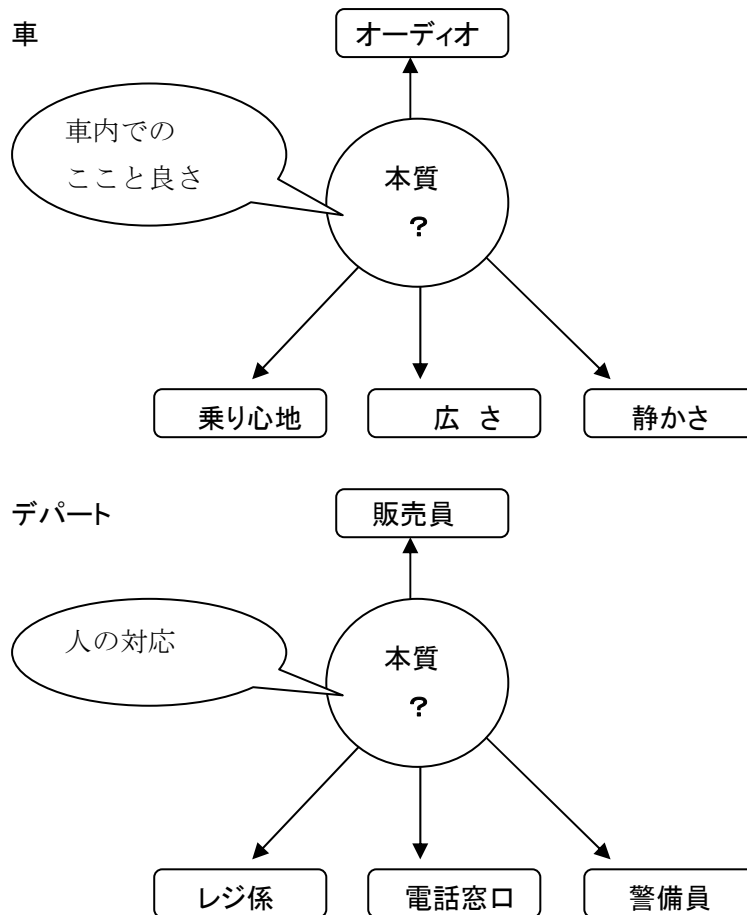 車
オーディオ
車内での
ここと良さ
本質
？
乗り心地
広 さ
静かさ
デパート
販売員
人の対応
本質
？
レジ係
電話窓口
警備員